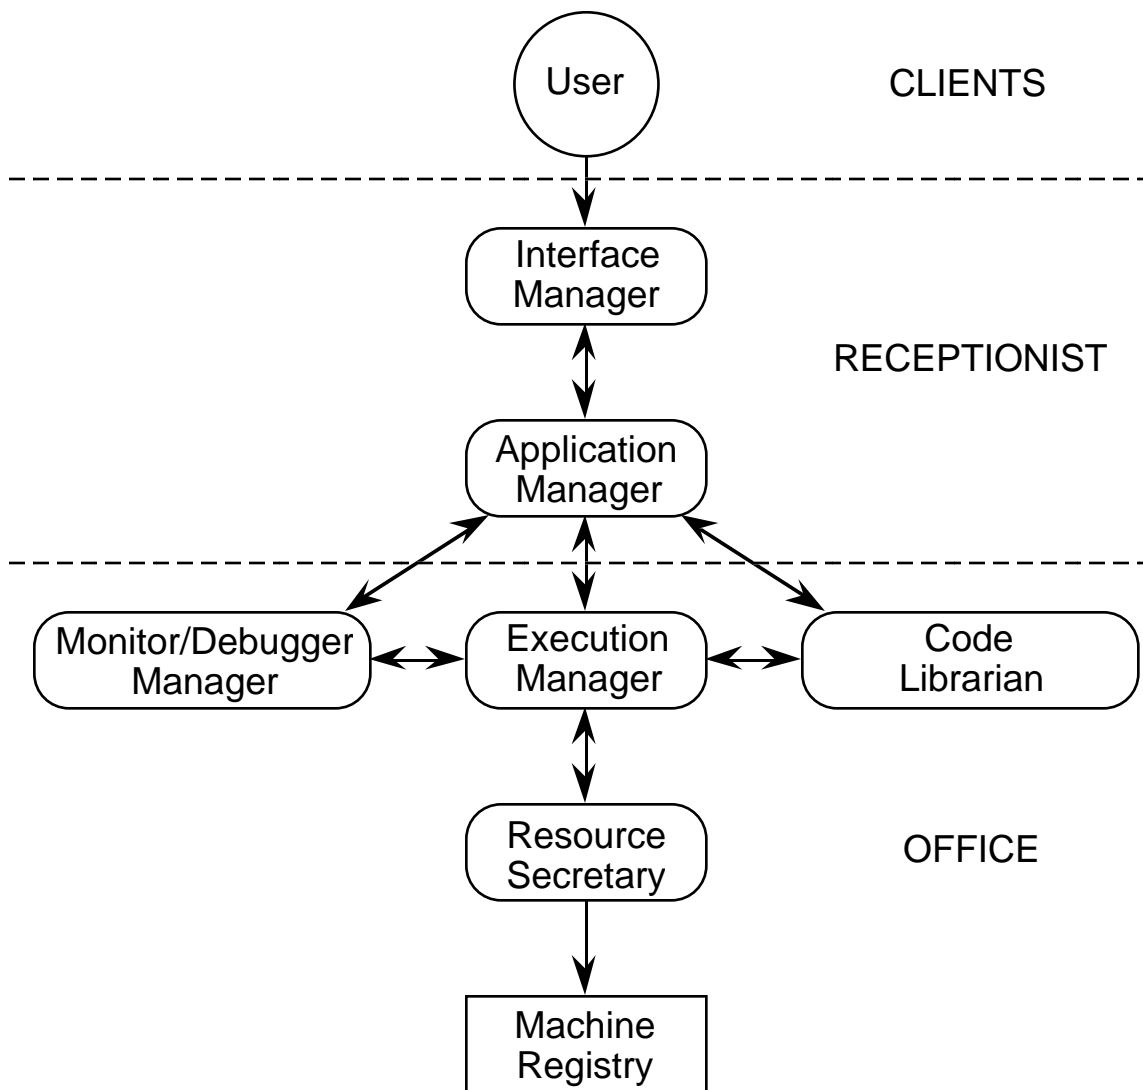 User
CLIENTS
Interface
Manager
RECEPTIONIST
Application
Manager
Monitor/Debugger
Manager
Execution
Manager
Code
Librarian
Resource
Secretary
OFFICE
Machine
Registry